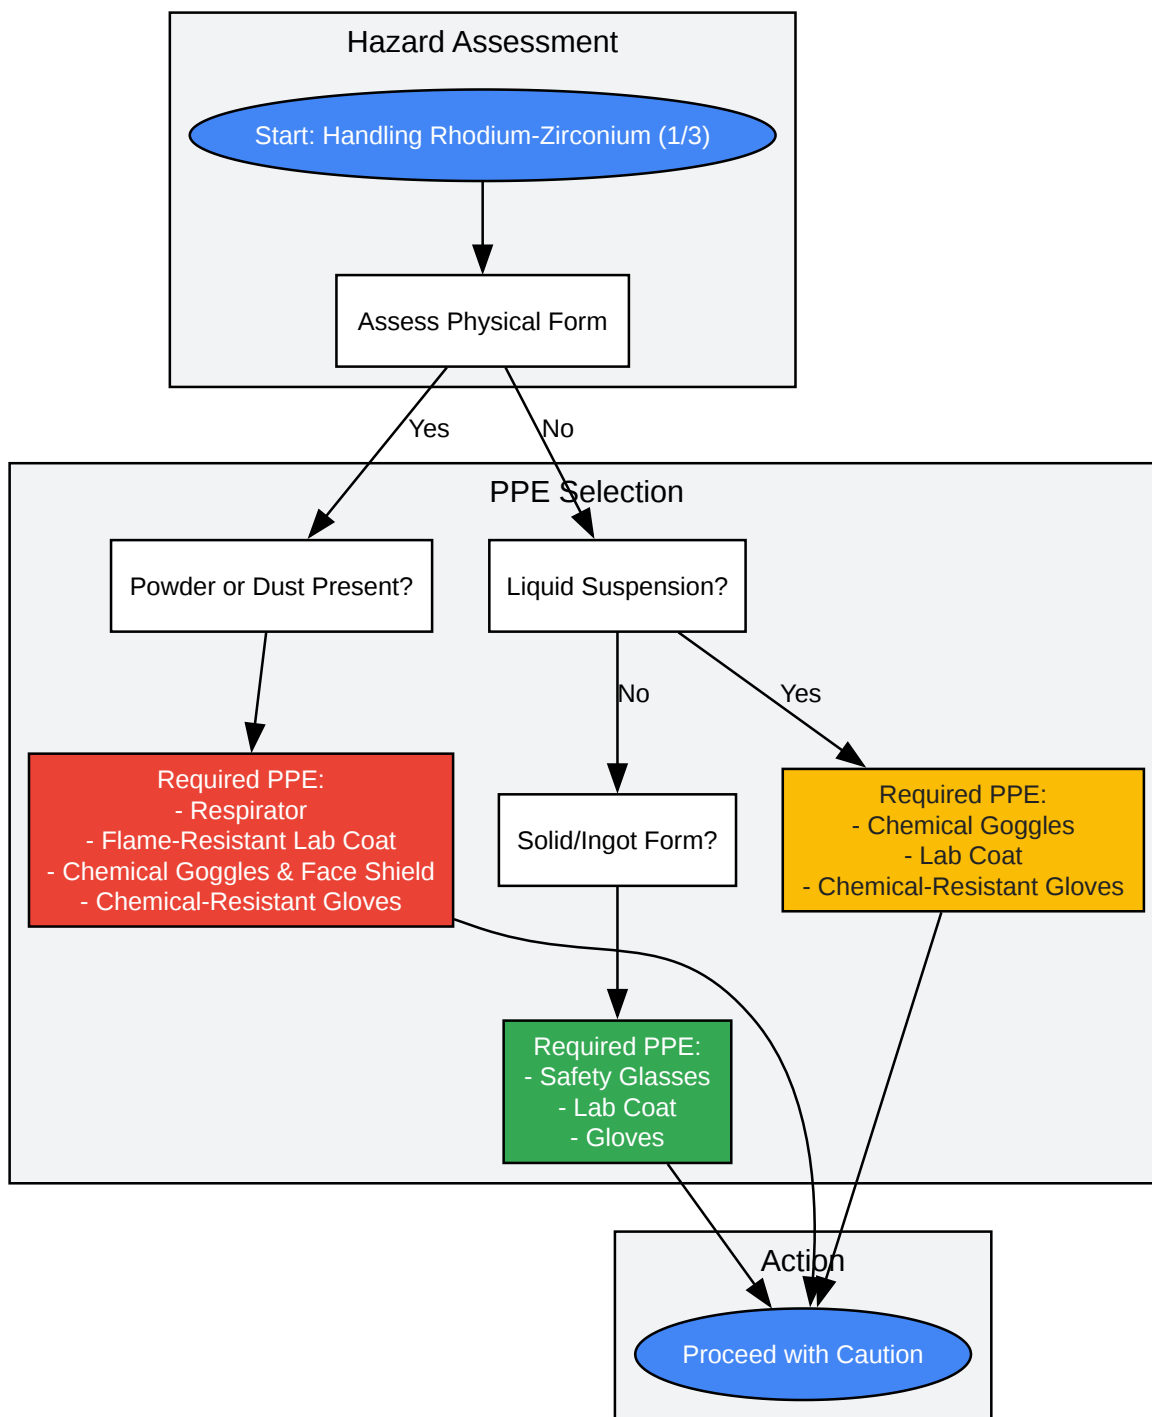 Hazard Assessment
Start: Handling Rhodium-Zirconium (1/3)
Assess Physical Form
Yes
No
PPE Selection
Powder or Dust Present?
Liquid Suspension?
No
Yes
Required PPE:
- Respirator
- Flame-Resistant Lab Coat
- Chemical Goggles & Face Shield
- Chemical-Resistant Gloves
Solid/Ingot Form?
Required PPE:
- Chemical Goggles
- Lab Coat
- Chemical-Resistant Gloves
Required PPE:
- Safety Glasses
- Lab Coat
- Gloves
Action
Proceed with Caution